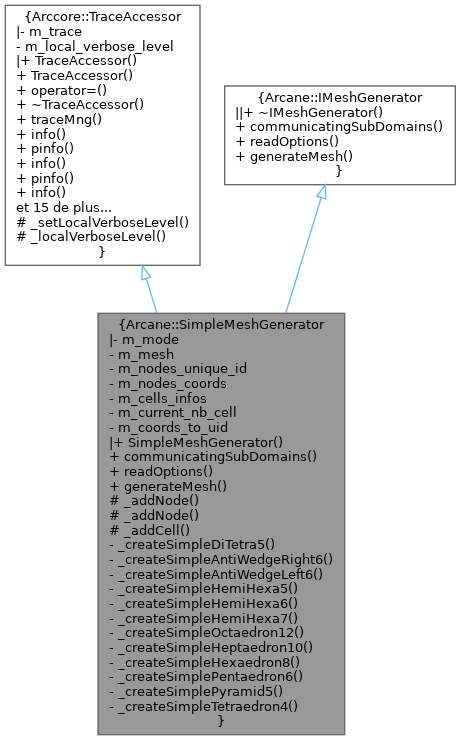 {Arccore::TraceAccessor
|- m_trace
- m_local_verbose_level
|+ TraceAccessor()
+ TraceAccessor()
+ operator=()
+ ~TraceAccessor()
+ traceMng()
+ info()
+ pinfo()
+ info()
+ pinfo()
+ info()
et 15 de plus...
# _setLocalVerboseLevel()
# _localVerboseLevel()
}
{Arcane::IMeshGenerator
||+ ~IMeshGenerator()
+ communicatingSubDomains()
+ readOptions()
+ generateMesh()
}
{Arcane::SimpleMeshGenerator
|- m_mode
- m_mesh
- m_nodes_unique_id
- m_nodes_coords
- m_cells_infos
- m_current_nb_cell
- m_coords_to_uid
|+ SimpleMeshGenerator()
+ communicatingSubDomains()
+ readOptions()
+ generateMesh()
# _addNode()
# _addNode()
# _addCell()
- _createSimpleDiTetra5()
- _createSimpleAntiWedgeRight6()
- _createSimpleAntiWedgeLeft6()
- _createSimpleHemiHexa5()
- _createSimpleHemiHexa6()
- _createSimpleHemiHexa7()
- _createSimpleOctaedron12()
- _createSimpleHeptaedron10()
- _createSimpleHexaedron8()
- _createSimplePentaedron6()
- _createSimplePyramid5()
- _createSimpleTetraedron4()
}